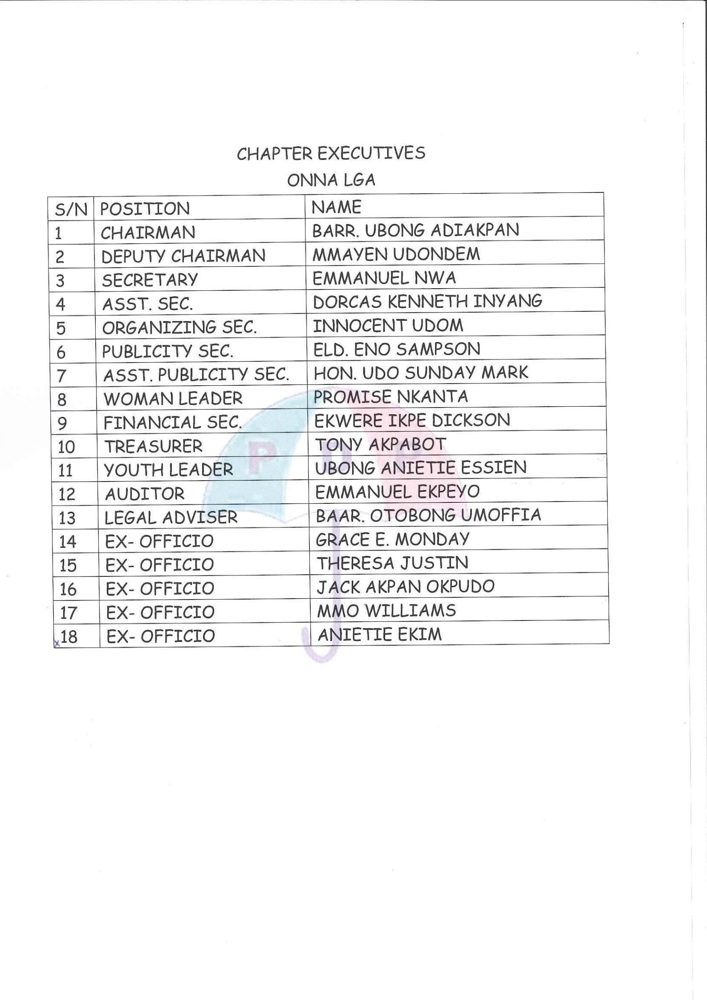 CHAPTER EXECUTIVES
ONNA LGA
S/N POSITION NAME
1 CHAIRMAN BARR. UBONG ADIAKPAN
2 DEPUTY CHAIRMAN MMAYEN UDONDEM
3 SECRETARY EMMANUEL NWA
4 ASST. SEC. DORCAS KENNETH INYANG
5 ORGANIZING SEC. INNOCENT UDOM
6 PUBLICITY SEC. ELD. ENO SAMPSON
7 ASST. PUBLICITY SEC. HON. UDO SUNDAY MARK
8 WOMAN LEADER PROMISE NKANTA
9 FINANCIAL SEC. EKWERE IKPE DICKSON
10 TREASURER TONY AKPABOT
11 YOUTH LEADER UBONG ANIETIE ESSIEN
12 AUDITOR EMMANUEL EKPEYO
13 LEGAL ADVISER BAAR. OTOBONG UMOFFIA
14 EX- OFFICIO GRACE E. MONDAY
15 EX- OFFICIO THERESA JUSTIN
16 EX- OFFICIO JACK AKPAN OKPUDO
17 EX- OFFICIO MMO WILLIAMS
x 18 EX- OFFICIO ANIETIE EKIM
P D P